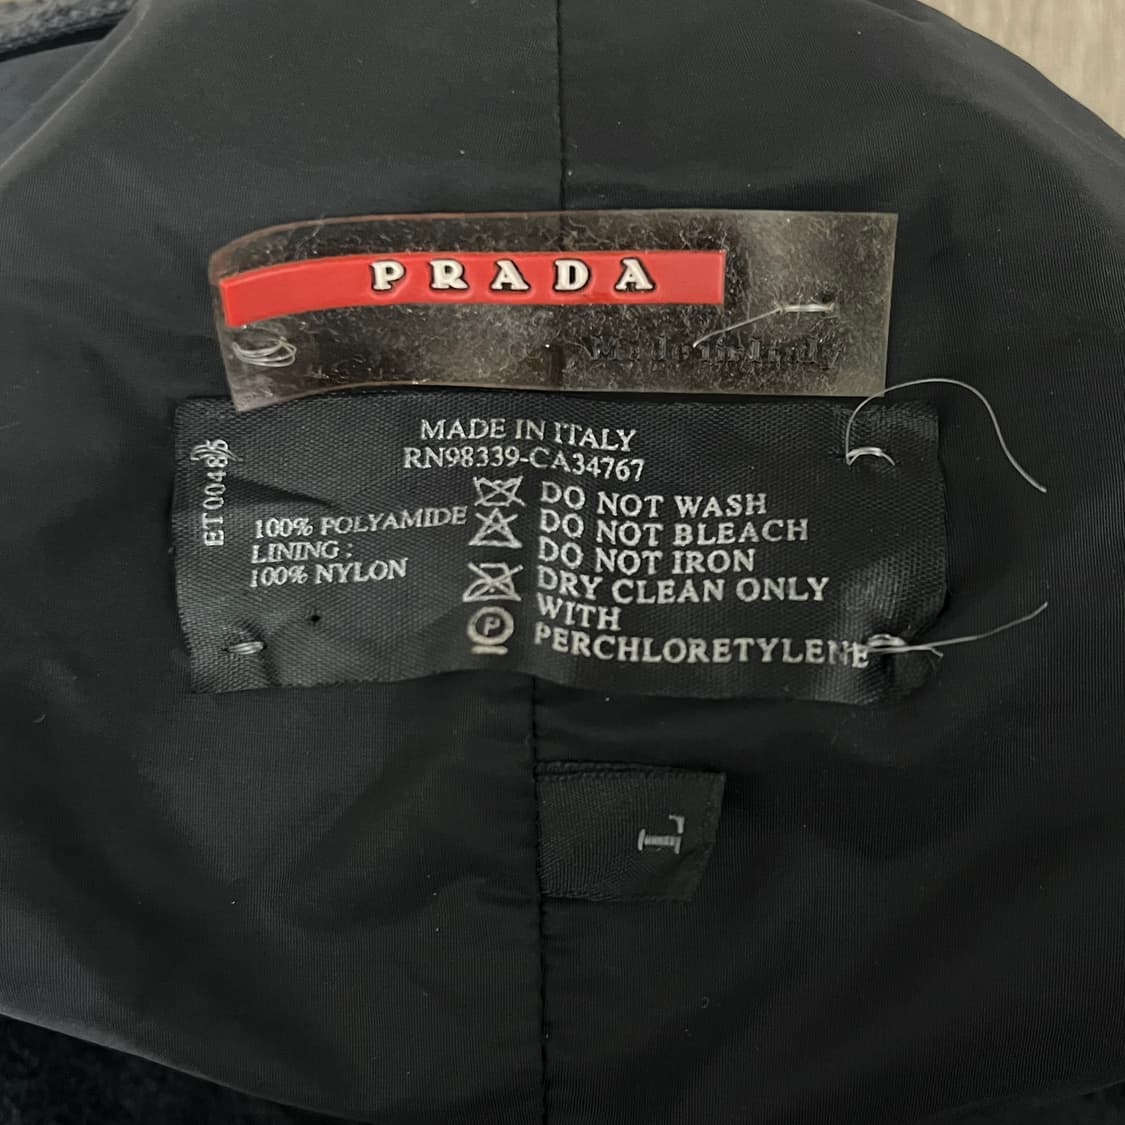 PRADA
Made in Italy
MADE IN ITALY
RN98339-CA34767
ET00485
100% POLYAMIDE
LINING :
100% NYLON
DO NOT WASH
DO NOT BLEACH
DO NOT IRON
DRY CLEAN ONLY
WITH
PERCHLORETYLENE
P
L